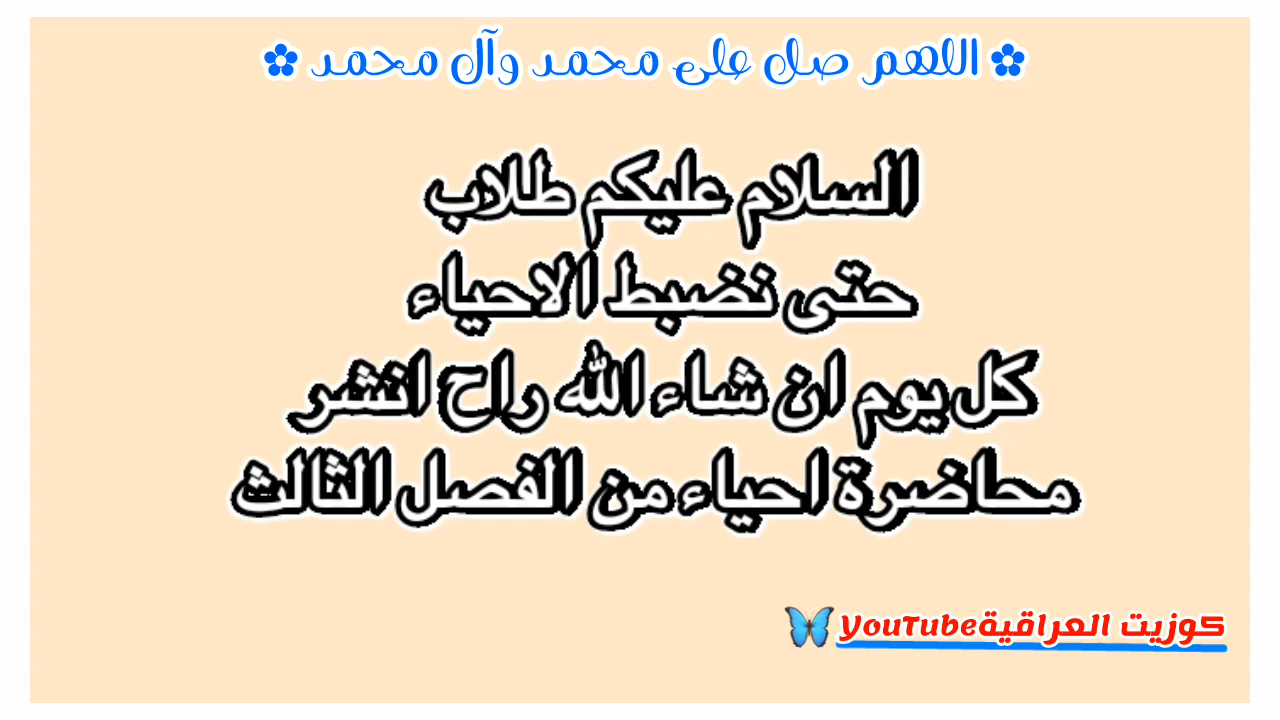 ✿ اللهم صل على محمد وآل محمد ✿
السلام عليكم طلاب
حتى نضبط الاحياء
كل يوم ان شاء الله راح انشر
محاضرة احياء من الفصل الثالث
كوزيت العراقيةYouTube